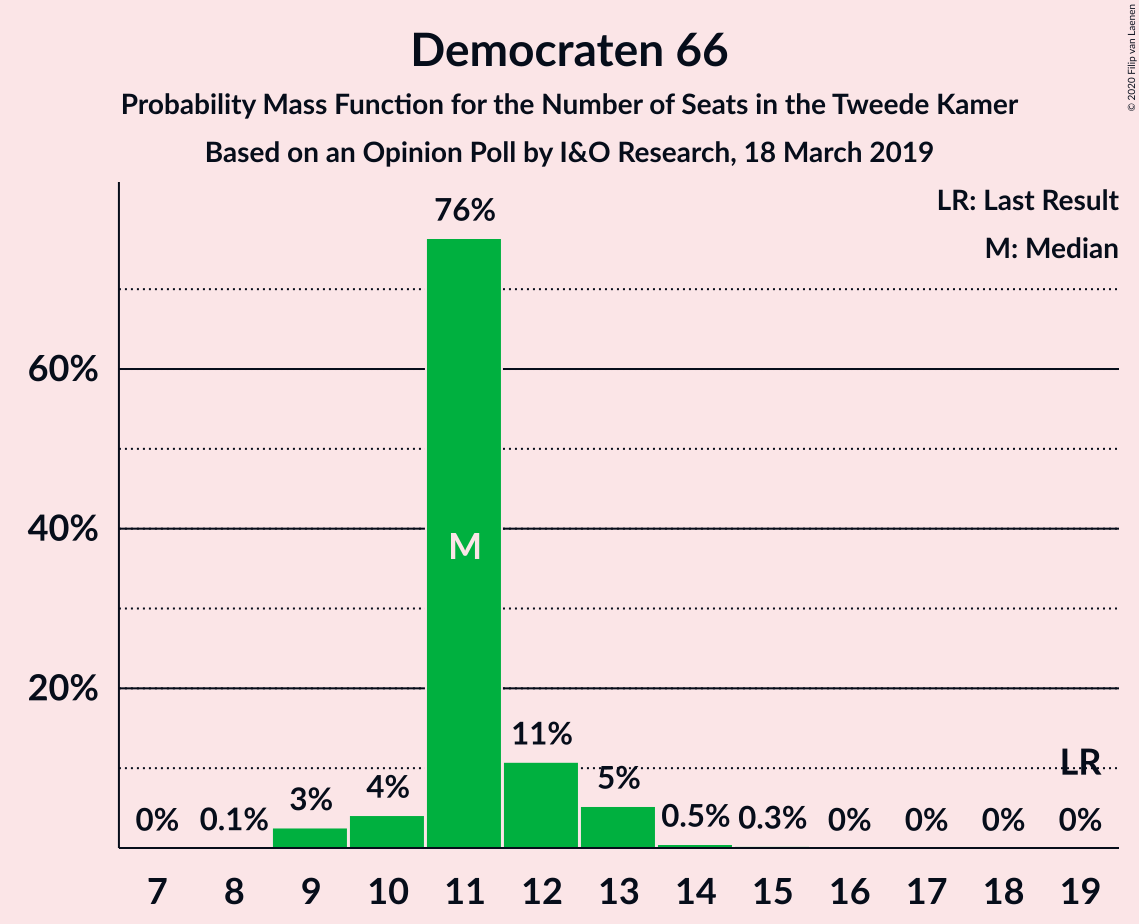 Democraten 66
Probability Mass Function for the Number of Seats in the Tweede Kamer
Based on an Opinion Poll by I&O Research, 18 March 2019
© 2020 Filip van Laenen
LR: Last Result
M: Median
60%
40%
20%
0%
0.1%
3%
4%
76%
M
11%
5%
0.5%
0.3%
0%
0%
0%
LR
0%
7 8 9 10 11 12 13 14 15 16 17 18 19